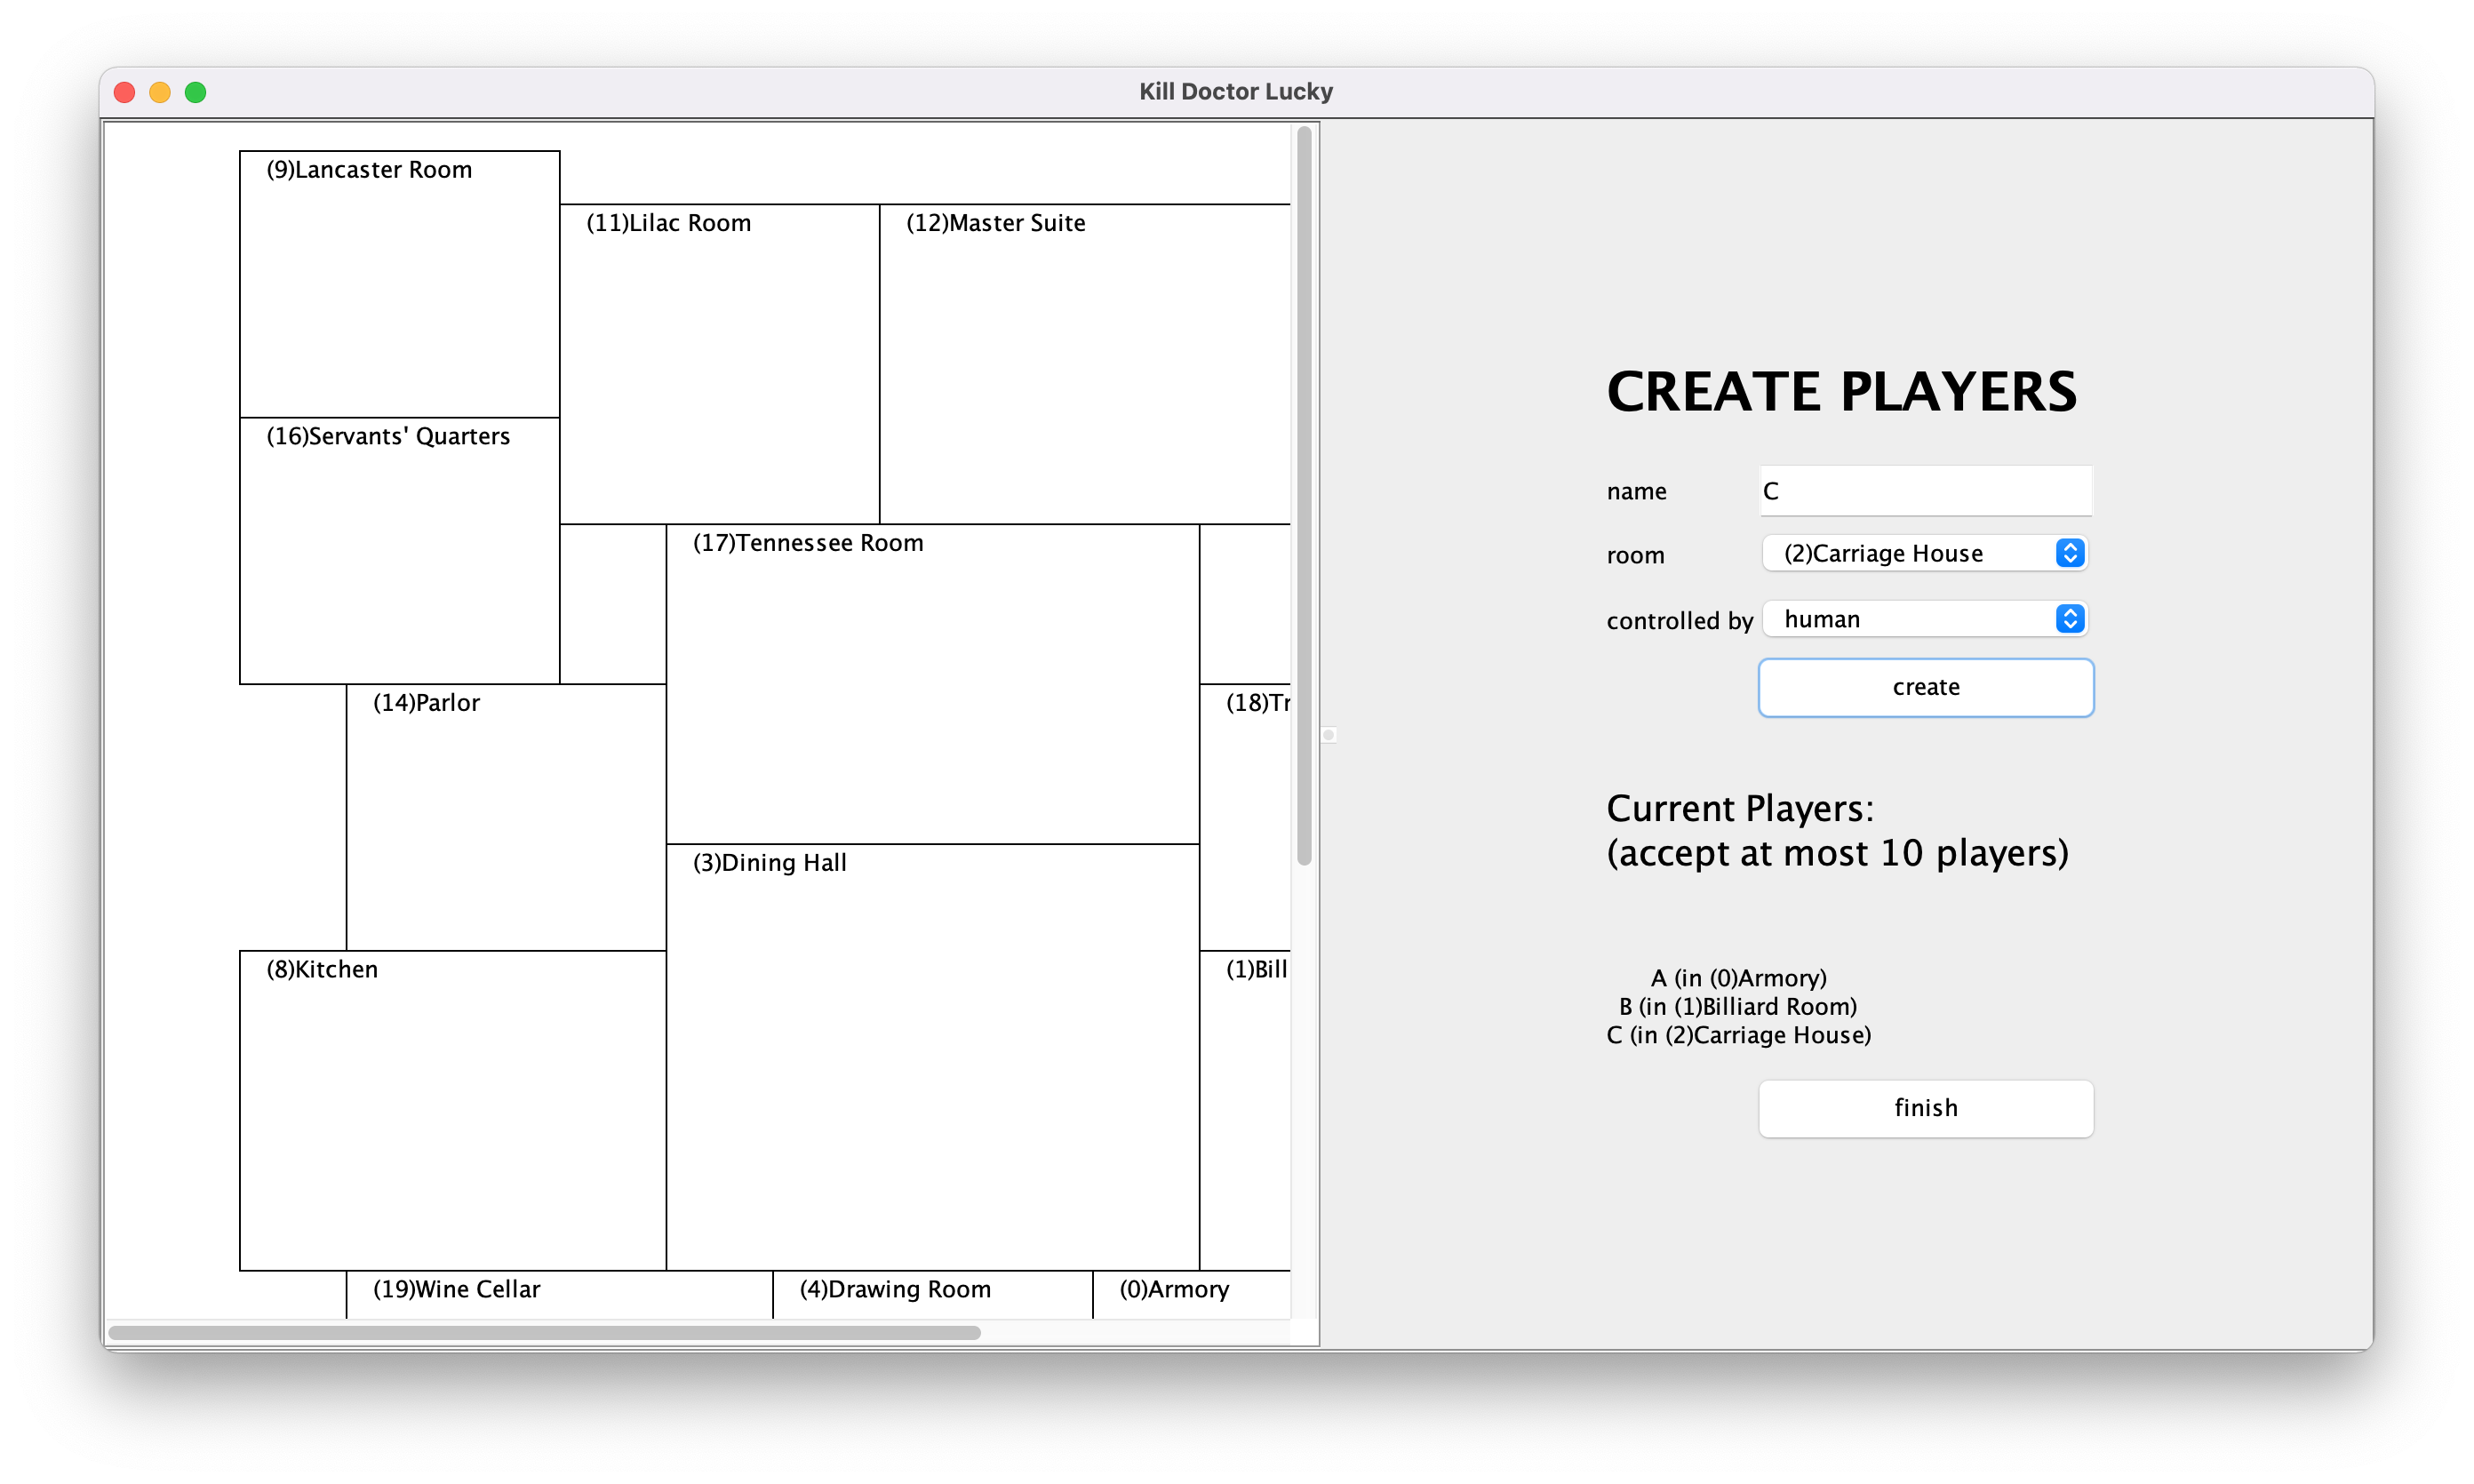 Kill Doctor Lucky
(9)Lancaster Room
(11)Lilac Room
(12)Master Suite
(16)Servants' Quarters
(17)Tennessee Room
(14)Parlor
(18)Tr
(3)Dining Hall
(8)Kitchen
(1)Bill
(19)Wine Cellar
(4)Drawing Room
(0)Armory
CREATE PLAYERS
name
C
room
(2)Carriage House
controlled by
human
create
Current Players:
(accept at most 10 players)
A (in (0)Armory)
B (in (1)Billiard Room)
C (in (2)Carriage House)
finish